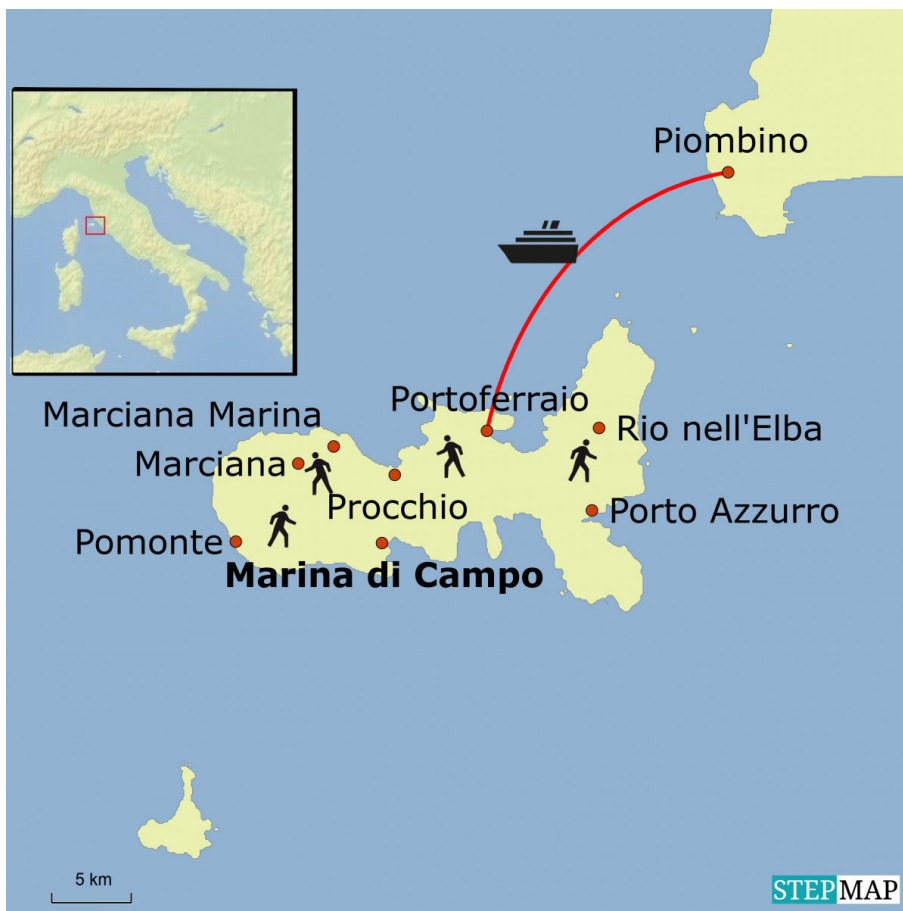 Piombino
Portoferraio
Marciana Marina
Rio nell'Elba
Marciana
Procchio
Porto Azzurro
Pomonte
Marina di Campo
5 km
STEPMAP